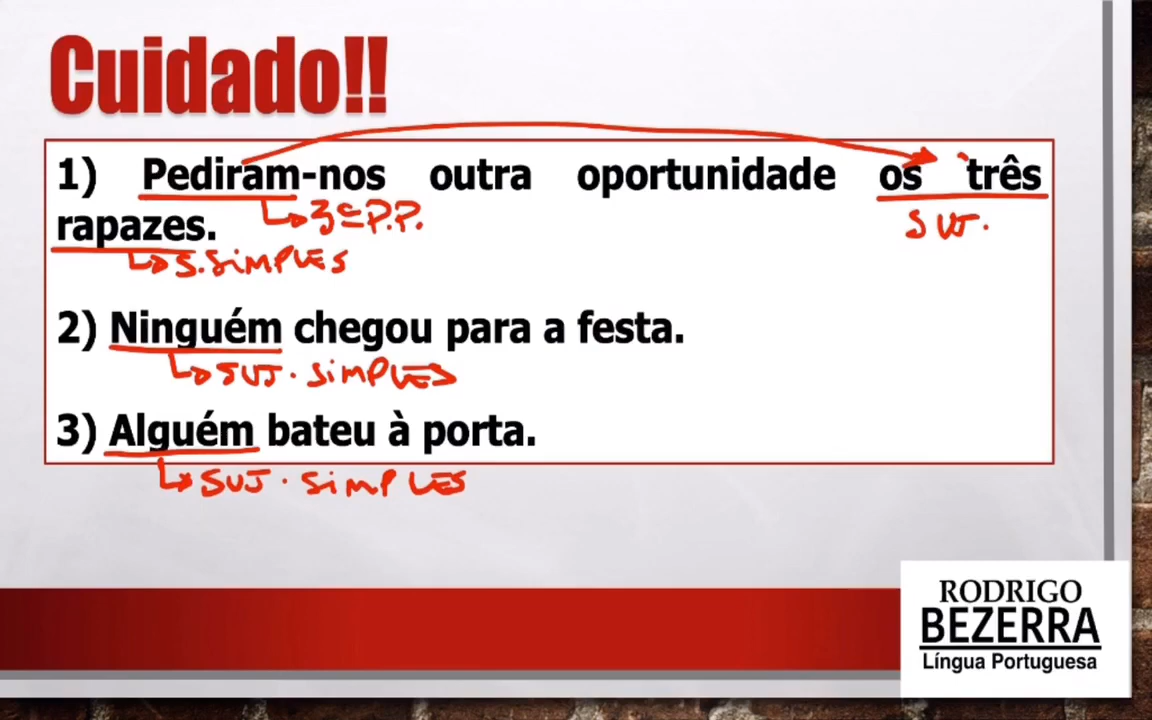 Cuidado!!
1) Pediram-nos outra oportunidade os três
rapazes.
3ª P.P.
SUJ.
S. SIMPLES
2) Ninguém chegou para a festa.
SUJ. SIMPLES
3) Alguém bateu à porta.
SUJ. SIMPLES
RODRIGO
BEZERRA
Língua Portuguesa